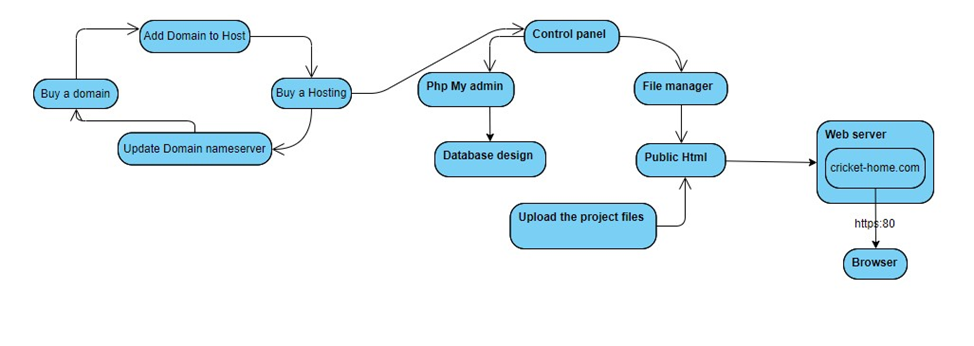 Add Domain to Host
Control panel
Buy a domain
Buy a Hosting
Php My admin
File manager
Update Domain nameserver
Database design
Public Html
Web server
cricket-home.com
Upload the project files
https:80
Browser